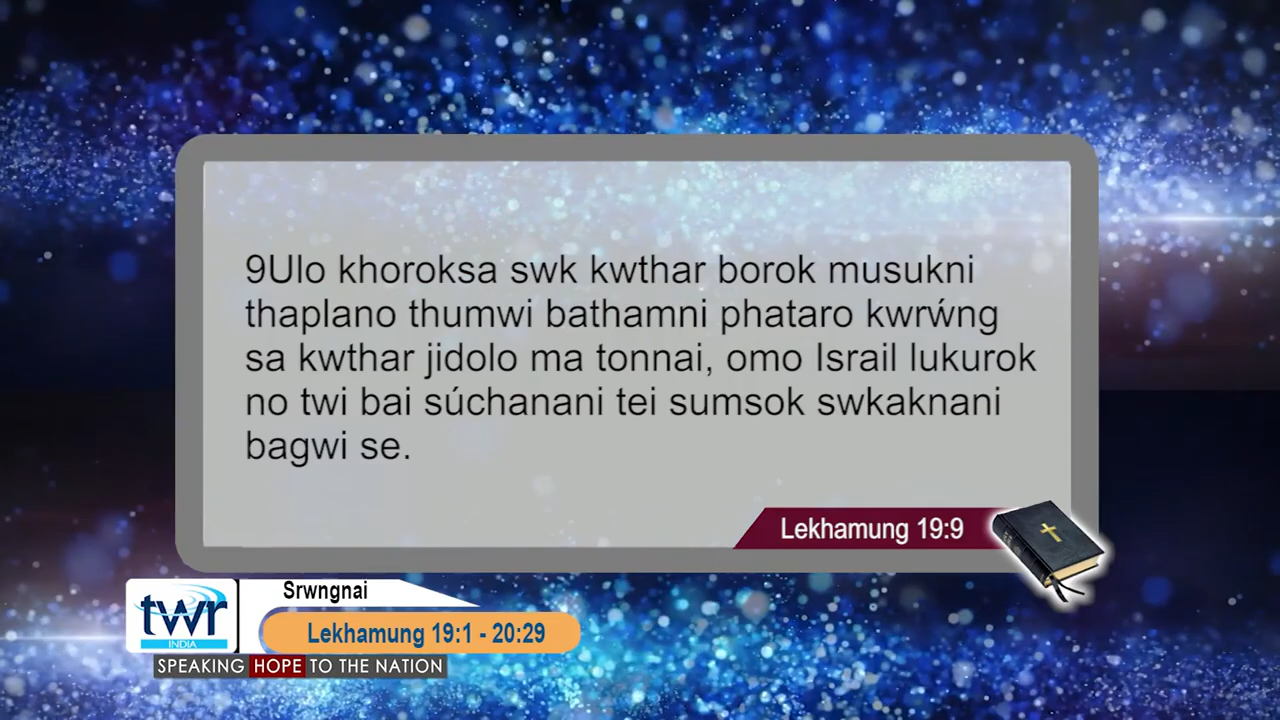 9Ulo khoroksa swk kwthar borok musukni
thaplano thumwi bathamni phataro kwrẃng
sa kwthar jidolo ma tonnai, omo Israil lukurok
no twi bai súchanani tei sumsok swkaknani
bagwi se.
Lekhamung 19:9
Srwngnai
twr
INDIA
Lekhamung 19:1 - 20:29
SPEAKING HOPE TO THE NATION